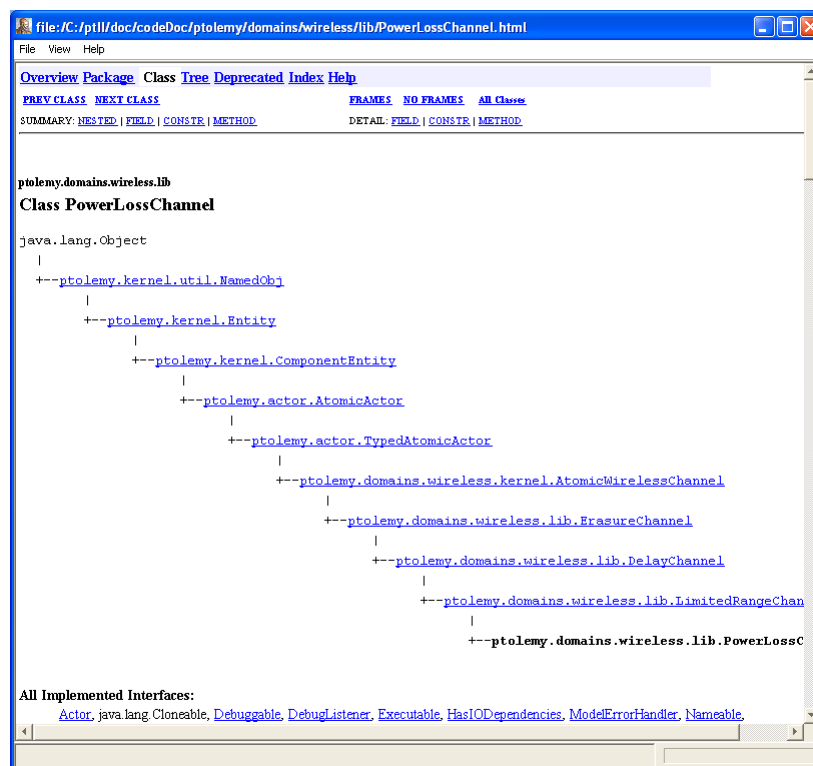 file:/C:/ptII/doc/codeDoc/ptolemy/domains/wireless/lib/PowerLossChannel.html
File View Help
Overview Package Class Tree Deprecated Index Help
PREV CLASS NEXT CLASS FRAMES NO FRAMES All Classes
SUMMARY: NESTED | FIELD | CONSTR | METHOD DETAIL: FIELD | CONSTR | METHOD
ptolemy.domains.wireless.lib
Class PowerLossChannel
java.lang.Object
|
+--ptolemy.kernel.util.NamedObj
|
+--ptolemy.kernel.Entity
|
+--ptolemy.kernel.ComponentEntity
|
+--ptolemy.actor.AtomicActor
|
+--ptolemy.actor.TypedAtomicActor
|
+--ptolemy.domains.wireless.kernel.AtomicWirelessChannel
|
+--ptolemy.domains.wireless.lib.ErasureChannel
|
+--ptolemy.domains.wireless.lib.DelayChannel
|
+--ptolemy.domains.wireless.lib.LimitedRangeChan
|
+--ptolemy.domains.wireless.lib.PowerLossC
All Implemented Interfaces:
Actor, java.lang.Cloneable, Debuggable, DebugListener, Executable, HasIODependencies, ModelErrorHandler, Nameable,